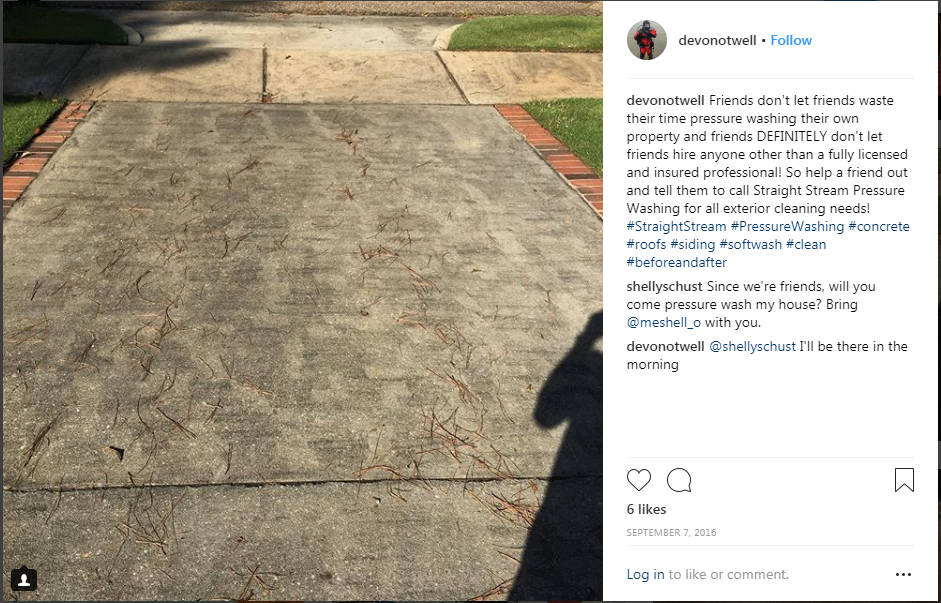 devonotwell • Follow
devonotwell Friends don't let friends waste
their time pressure washing their own
property and friends DEFINITELY don't let
friends hire anyone other than a fully licensed
and insured professional! So help a friend out
and tell them to call Straight Stream Pressure
Washing for all exterior cleaning needs!
#StraightStream #PressureWashing #concrete
#roofs #siding #softwash #clean
#beforeandafter
shellyschust Since we're friends, will you
come pressure wash my house? Bring
@meshell_o with you.
devonotwell @shellyschust I'll be there in the
morning
6 likes
SEPTEMBER 7, 2016
Log in to like or comment.